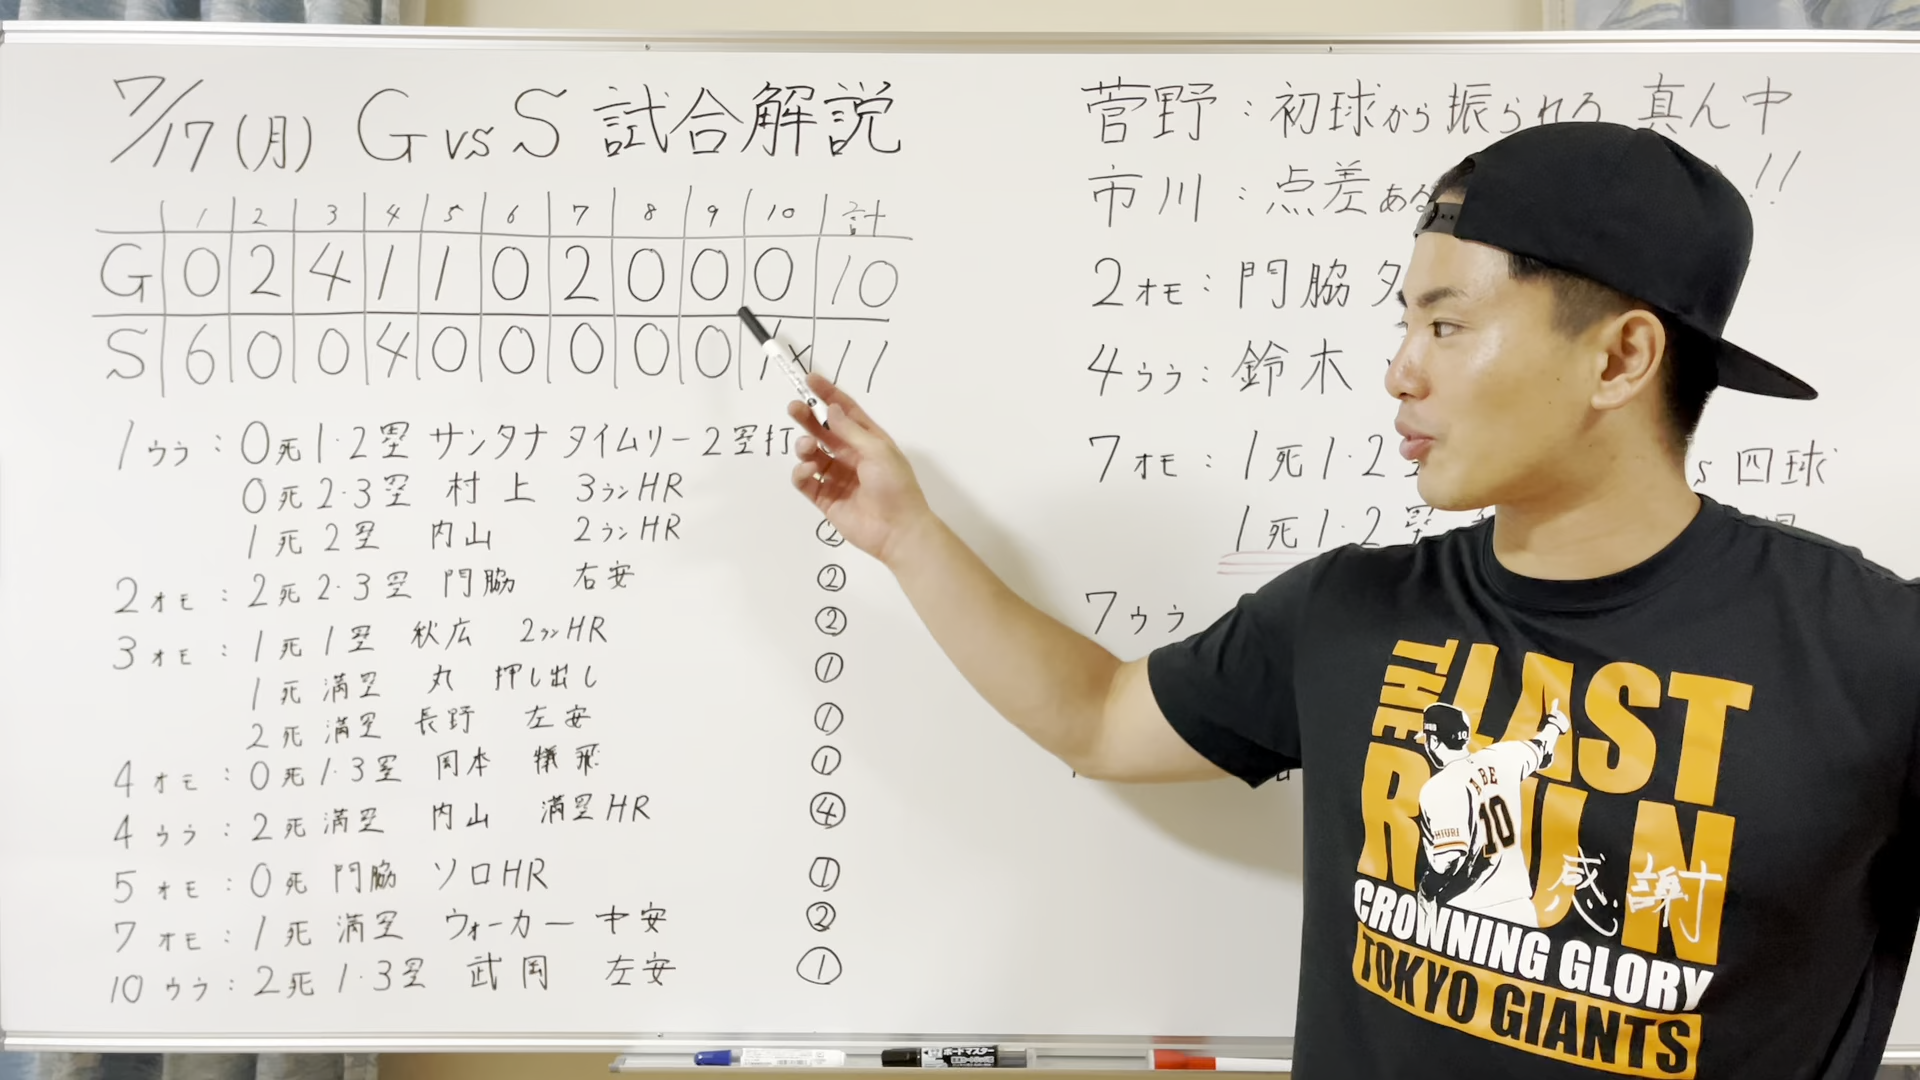 7/17(月) G vs S 試合解説
1 2 3 4 5 6 7 8 9 10 計
G 0 2 4 1 1 0 2 0 0 0 10
S 6 0 0 4 0 0 0 0 0 1x 11
1ウラ:0死1・2塁 サンタナ タイムリー2塁打
0死2・3塁 村上 3ランHR
1死2塁 内山 2ランHR ②
2オモ:2死2・3塁 門脇 右安 ②
3オモ:1死1塁 秋広 2ランHR ②
1死満塁 丸 押し出し ①
2死満塁 長野 左安 ①
4オモ:0死1・3塁 岡本 犠飛 ①
4ウラ:2死満塁 内山 満塁HR ④
5オモ:0死 門脇 ソロHR ①
7オモ:1死満塁 ウォーカー 中安 ②
10ウラ:2死1・3塁 武岡 左安 ①
菅野:初球から振られる 真ん中
市川:点差ある !!
2オモ:門脇
4ウラ:鈴木
7オモ:1死1・2 四球
1死1・2塁
7ウラ
THE LAST RUN
ABE
10
感謝
CROWNING GLORY
TOKYO GIANTS
ボードマスター